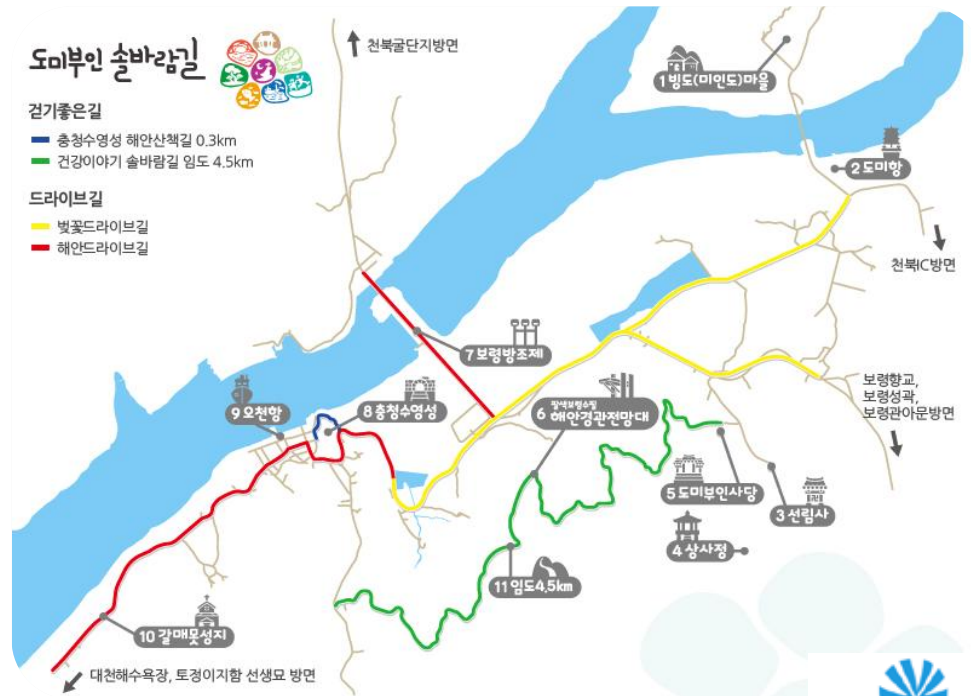 도미부인 솔바람길
걷기좋은길
충청수영성 해안산책길 0.3km
건강이야기 솔바람길 임도 4.5km
드라이브길
벚꽃드라이브길
해안드라이브길
천북굴단지방면
1 빙도(미인도)마을
2 도미항
천북IC방면
7 보령방조제
보령향교,
보령성곽,
보령관아문방면
9 오천항
8 충청수영성
팔색보령수필
6 해안경관전망대
5 도미부인사당
3 선림사
4 상사정
11 임도4.5km
10 갈매못성지
대천해수욕장, 토정이지함 선생묘 방면